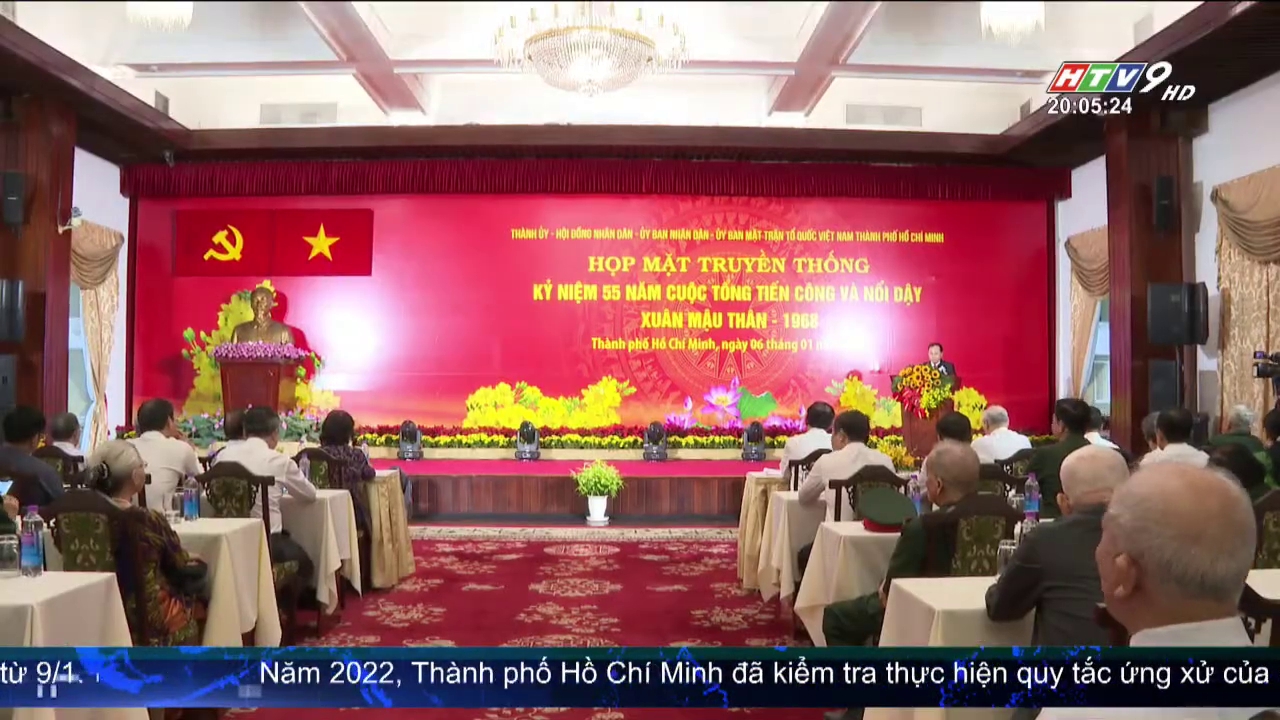 HTV9 HD
20:05:24
THÀNH ỦY - HỘI ĐỒNG NHÂN DÂN - ỦY BAN NHÂN DÂN - ỦY BAN MẶT TRẬN TỔ QUỐC VIỆT NAM THÀNH PHỐ HỒ CHÍ MINH
HỌP MẶT TRUYỀN THỐNG
KỶ NIỆM 55 NĂM CUỘC TỔNG TIẾN CÔNG VÀ NỔI DẬY
XUÂN MẬU THÂN - 1968
Thành phố Hồ Chí Minh, ngày 06 tháng 01
từ 9/1. Năm 2022, Thành phố Hồ Chí Minh đã kiểm tra thực hiện quy tắc ứng xử của